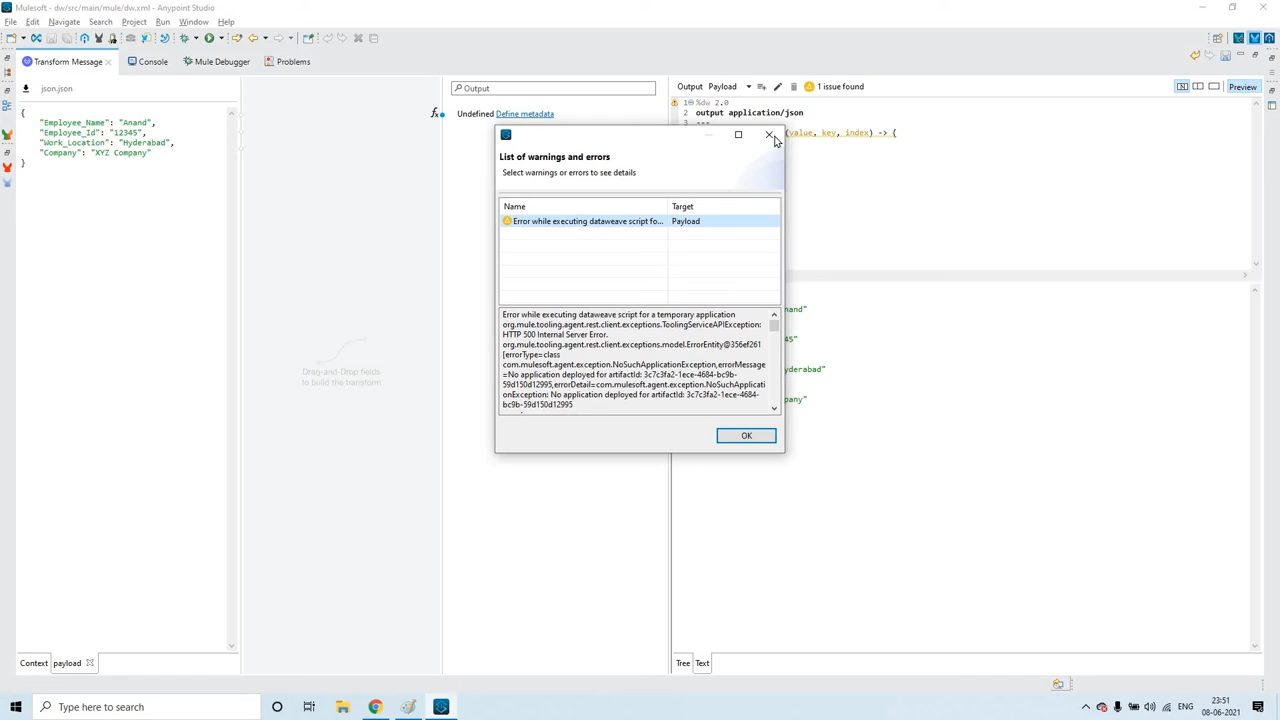 Mulesoft - dw/src/main/mule/dw.xml - Anypoint Studio
File Edit Navigate Search Project Run Window Help
Transform Message Console Mule Debugger Problems
json.json
{
"Employee_Name": "Anand",
"Employee_Id": "12345",
"Work_Location": "Hyderabad",
"Company": "XYZ Company"
}
Drag-and-Drop fields
to build the transform
Context payload
Output
Undefined Define metadata
Output Payload 1 issue found Preview
1 %dw 2.0
2 output application/json
---
(value, key, index) -> {
List of warnings and errors
Select warnings or errors to see details
Name Target
Error while executing dataweave script fo... Payload
Error while executing dataweave script for a temporary application
org.mule.tooling.agent.rest.client.exceptions.ToolingServiceAPIException:
HTTP 500 Internal Server Error.
org.mule.tooling.agent.rest.client.exceptions.model.ErrorEntity@356ef261
[errorType=class
com.mulesoft.agent.exception.NoSuchApplicationException,errorMessage
=No application deployed for artifactId: 3c7c3fa2-1ece-4684-bc9b-
59d150d12995,errorDetail=com.mulesoft.agent.exception.NoSuchApplicati
onException: No application deployed for artifactId: 3c7c3fa2-1ece-4684-
bc9b-59d150d12995
OK
nand"
45"
yderabad"
pany"
Tree Text
Type here to search
ENG
23:51
08-06-2021